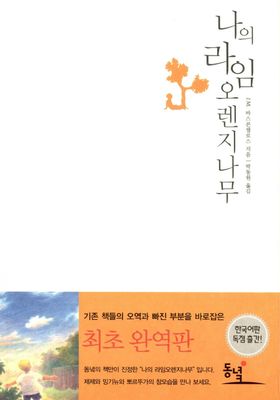 나의
라임
오렌지나무
J.M. 바스콘셀로스 지음 | 박동원 옮김
기존 책들의 오역과 빠진 부분을 바로잡은
최초 완역판
한국어판
독점 출간!
동녘의 책만이 진정한 "나의 라임오렌지나무" 입니다.
제제와 밍기뉴와 뽀르뚜가의 참모습을 만나 보세요.
동녘